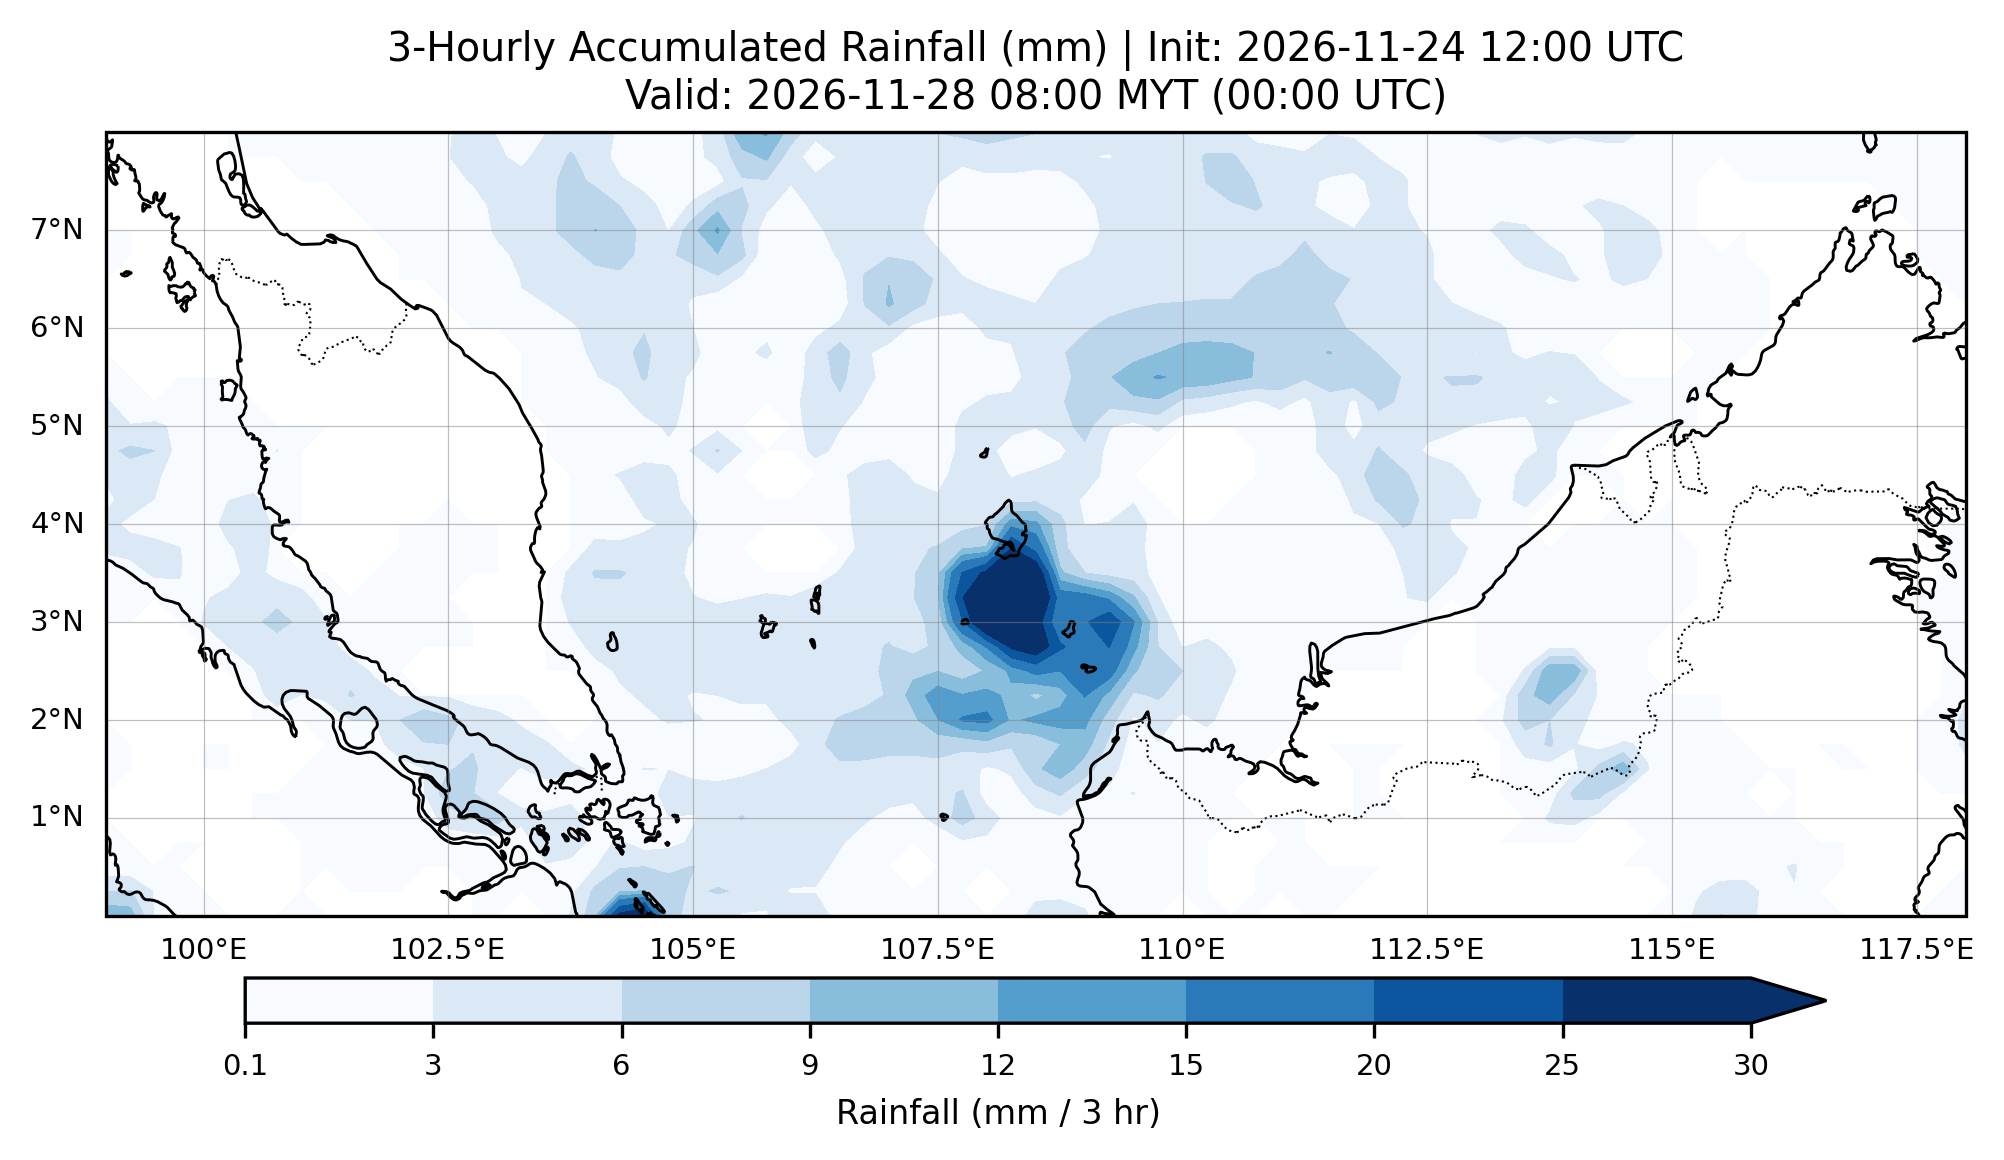 3-Hourly Accumulated Rainfall (mm) | Init: 2026-11-24 12:00 UTC
Valid: 2026-11-28 08:00 MYT (00:00 UTC)
7°N
6°N
5°N
4°N
3°N
2°N
1°N
100°E 102.5°E 105°E 107.5°E 110°E 112.5°E 115°E 117.5°E
0.1 3 6 9 12 15 20 25 30
Rainfall (mm / 3 hr)